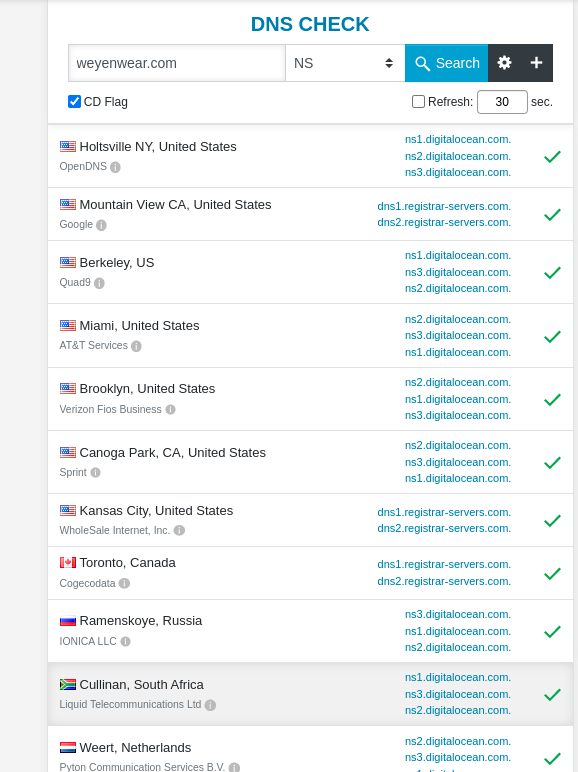 DNS CHECK
weyenwear.com NS Search
CD Flag Refresh: 30 sec.
Holtsville NY, United States
OpenDNS
ns1.digitalocean.com.
ns2.digitalocean.com.
ns3.digitalocean.com.
Mountain View CA, United States
Google
dns1.registrar-servers.com.
dns2.registrar-servers.com.
Berkeley, US
Quad9
ns1.digitalocean.com.
ns3.digitalocean.com.
ns2.digitalocean.com.
Miami, United States
AT&T Services
ns2.digitalocean.com.
ns3.digitalocean.com.
ns1.digitalocean.com.
Brooklyn, United States
Verizon Fios Business
ns2.digitalocean.com.
ns1.digitalocean.com.
ns3.digitalocean.com.
Canoga Park, CA, United States
Sprint
ns2.digitalocean.com.
ns3.digitalocean.com.
ns1.digitalocean.com.
Kansas City, United States
WholeSale Internet, Inc.
dns1.registrar-servers.com.
dns2.registrar-servers.com.
Toronto, Canada
Cogecodata
dns1.registrar-servers.com.
dns2.registrar-servers.com.
Ramenskoye, Russia
IONICA LLC
ns3.digitalocean.com.
ns1.digitalocean.com.
ns2.digitalocean.com.
Cullinan, South Africa
Liquid Telecommunications Ltd
ns1.digitalocean.com.
ns3.digitalocean.com.
ns2.digitalocean.com.
Weert, Netherlands
Pyton Communication Services B.V.
ns2.digitalocean.com.
ns3.digitalocean.com.